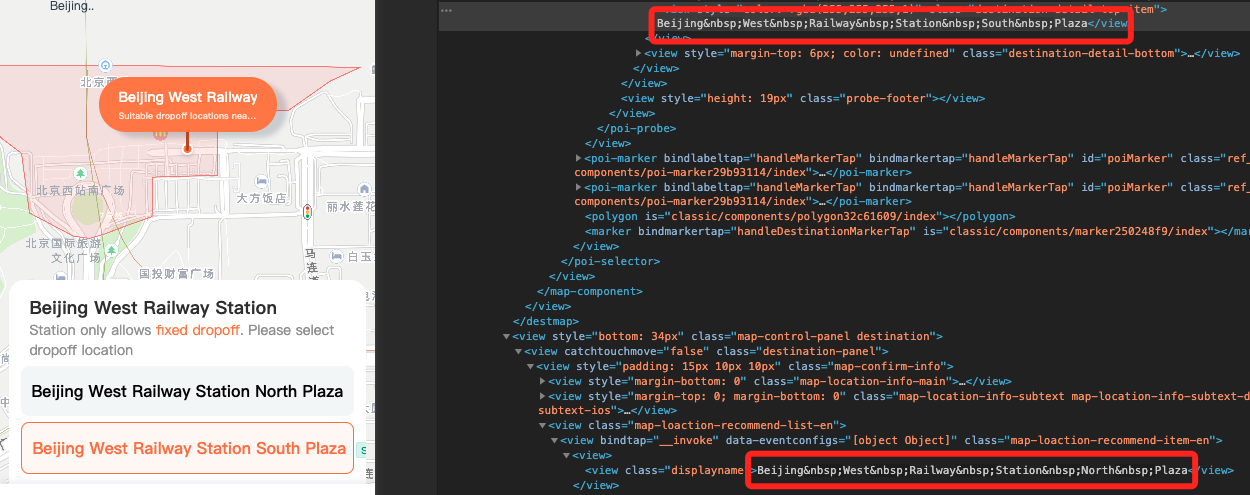 Beijing..
北京西
Beijing West Railway
Suitable dropoff locations nea...
北京西站南广场
大方饭店
丽水莲花
北京国际旅游
文化广场
马连道
白玉
国投财富广场
Beijing West Railway Station
Station only allows fixed dropoff. Please select
dropoff location
Beijing West Railway Station North Plaza
Beijing West Railway Station South Plaza
Beijing&nbsp;West&nbsp;Railway&nbsp;Station&nbsp;South&nbsp;Plaza</view
</view>
<view style="margin-top: 6px; color: undefined" class="destination-detail-bottom">…</view>
</view>
</view>
<view style="height: 19px" class="probe-footer"></view>
</view>
</poi-probe>
</view>
<poi-marker bindlabeltap="handleMarkerTap" bindmarkertap="handleMarkerTap" id="poiMarker" class="ref_
components/poi-marker29b93114/index">…</poi-marker>
<poi-marker bindlabeltap="handleMarkerTap" bindmarkertap="handleMarkerTap" id="poiMarker" class="ref_
components/poi-marker29b93114/index">…</poi-marker>
<polygon is="classic/components/polygon32c61609/index"></polygon>
<marker bindmarkertap="handleDestinationMarkerTap" is="classic/components/marker250248f9/index"></mar
</view>
</poi-selector>
</view>
</map-component>
</view>
</destmap>
<view style="bottom: 34px" class="map-control-panel destination">
<view catchtouchmove="false" class="destination-panel">
<view style="padding: 15px 10px 10px" class="map-confirm-info">
<view style="margin-bottom: 0" class="map-location-info-main">…</view>
<view style="margin-top: 0; margin-bottom: 0" class="map-location-info-subtext map-location-info-subtext-d
subtext-ios">…</view>
<view class="map-loaction-recommend-list-en">
<view bindtap="__invoke" data-eventconfigs="[object Object]" class="map-loaction-recommend-item-en">
<view>
<view class="displayname">Beijing&nbsp;West&nbsp;Railway&nbsp;Station&nbsp;North&nbsp;Plaza</view>
</view>